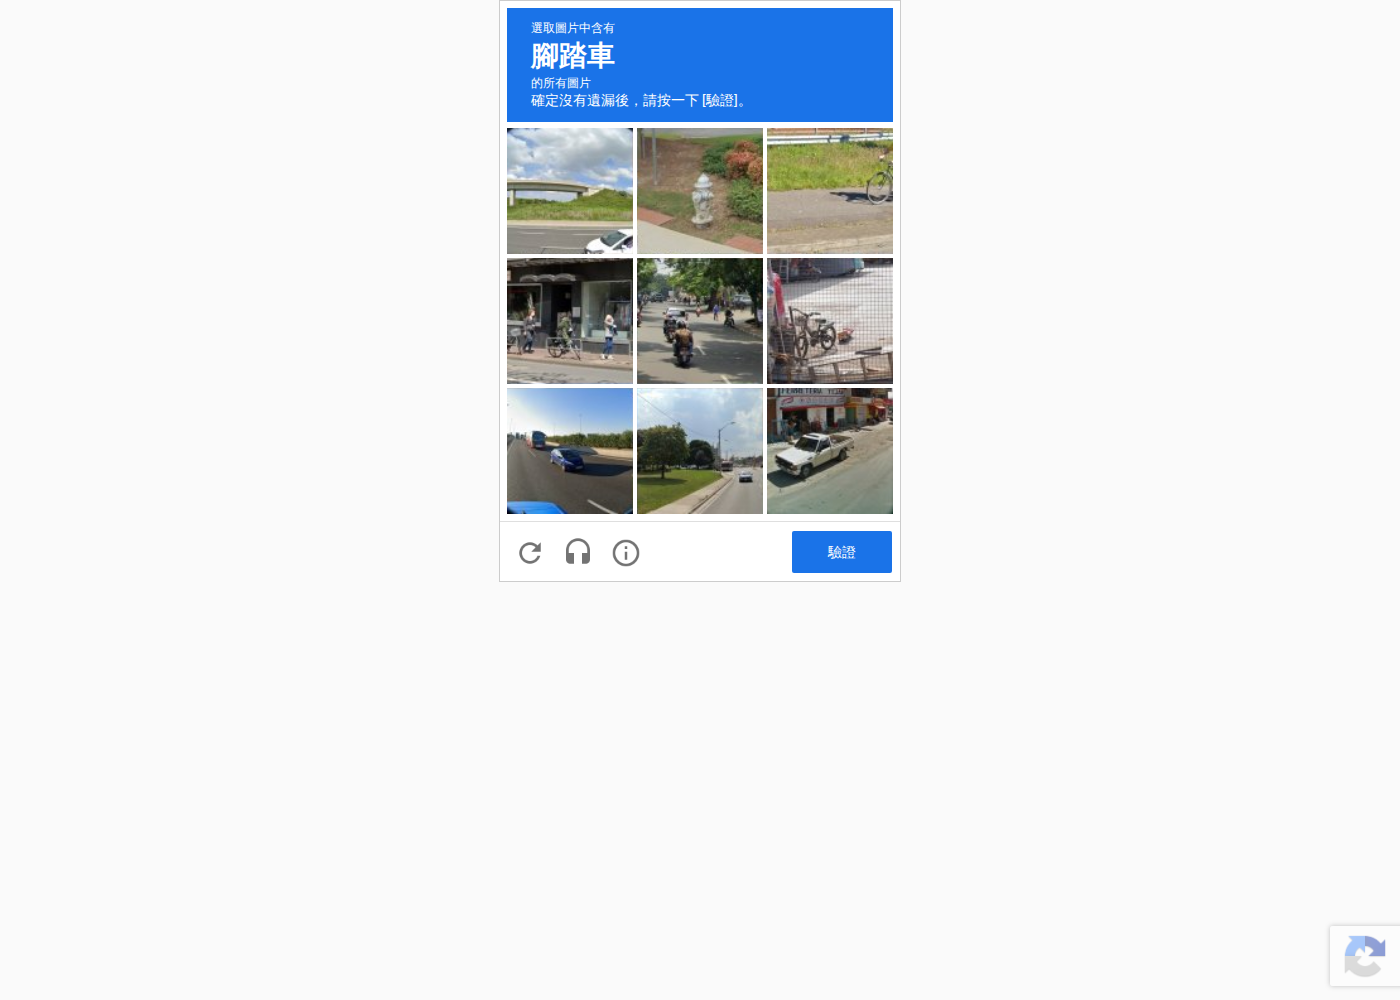 選取圖片中含有
腳踏車
的所有圖片
確定沒有遺漏後，請按一下 [驗證]。
驗證